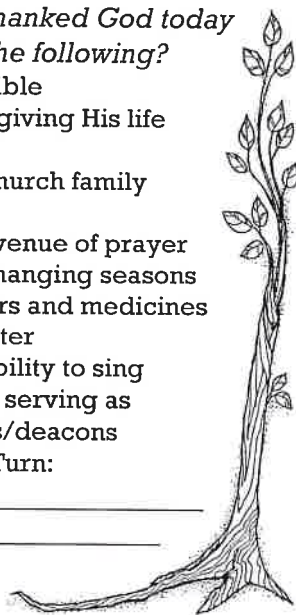 hanked God today
he following?
ble
giving His life
hurch family
venue of prayer
hanging seasons
rs and medicines
ter
bility to sing
serving as
s/deacons
Turn: